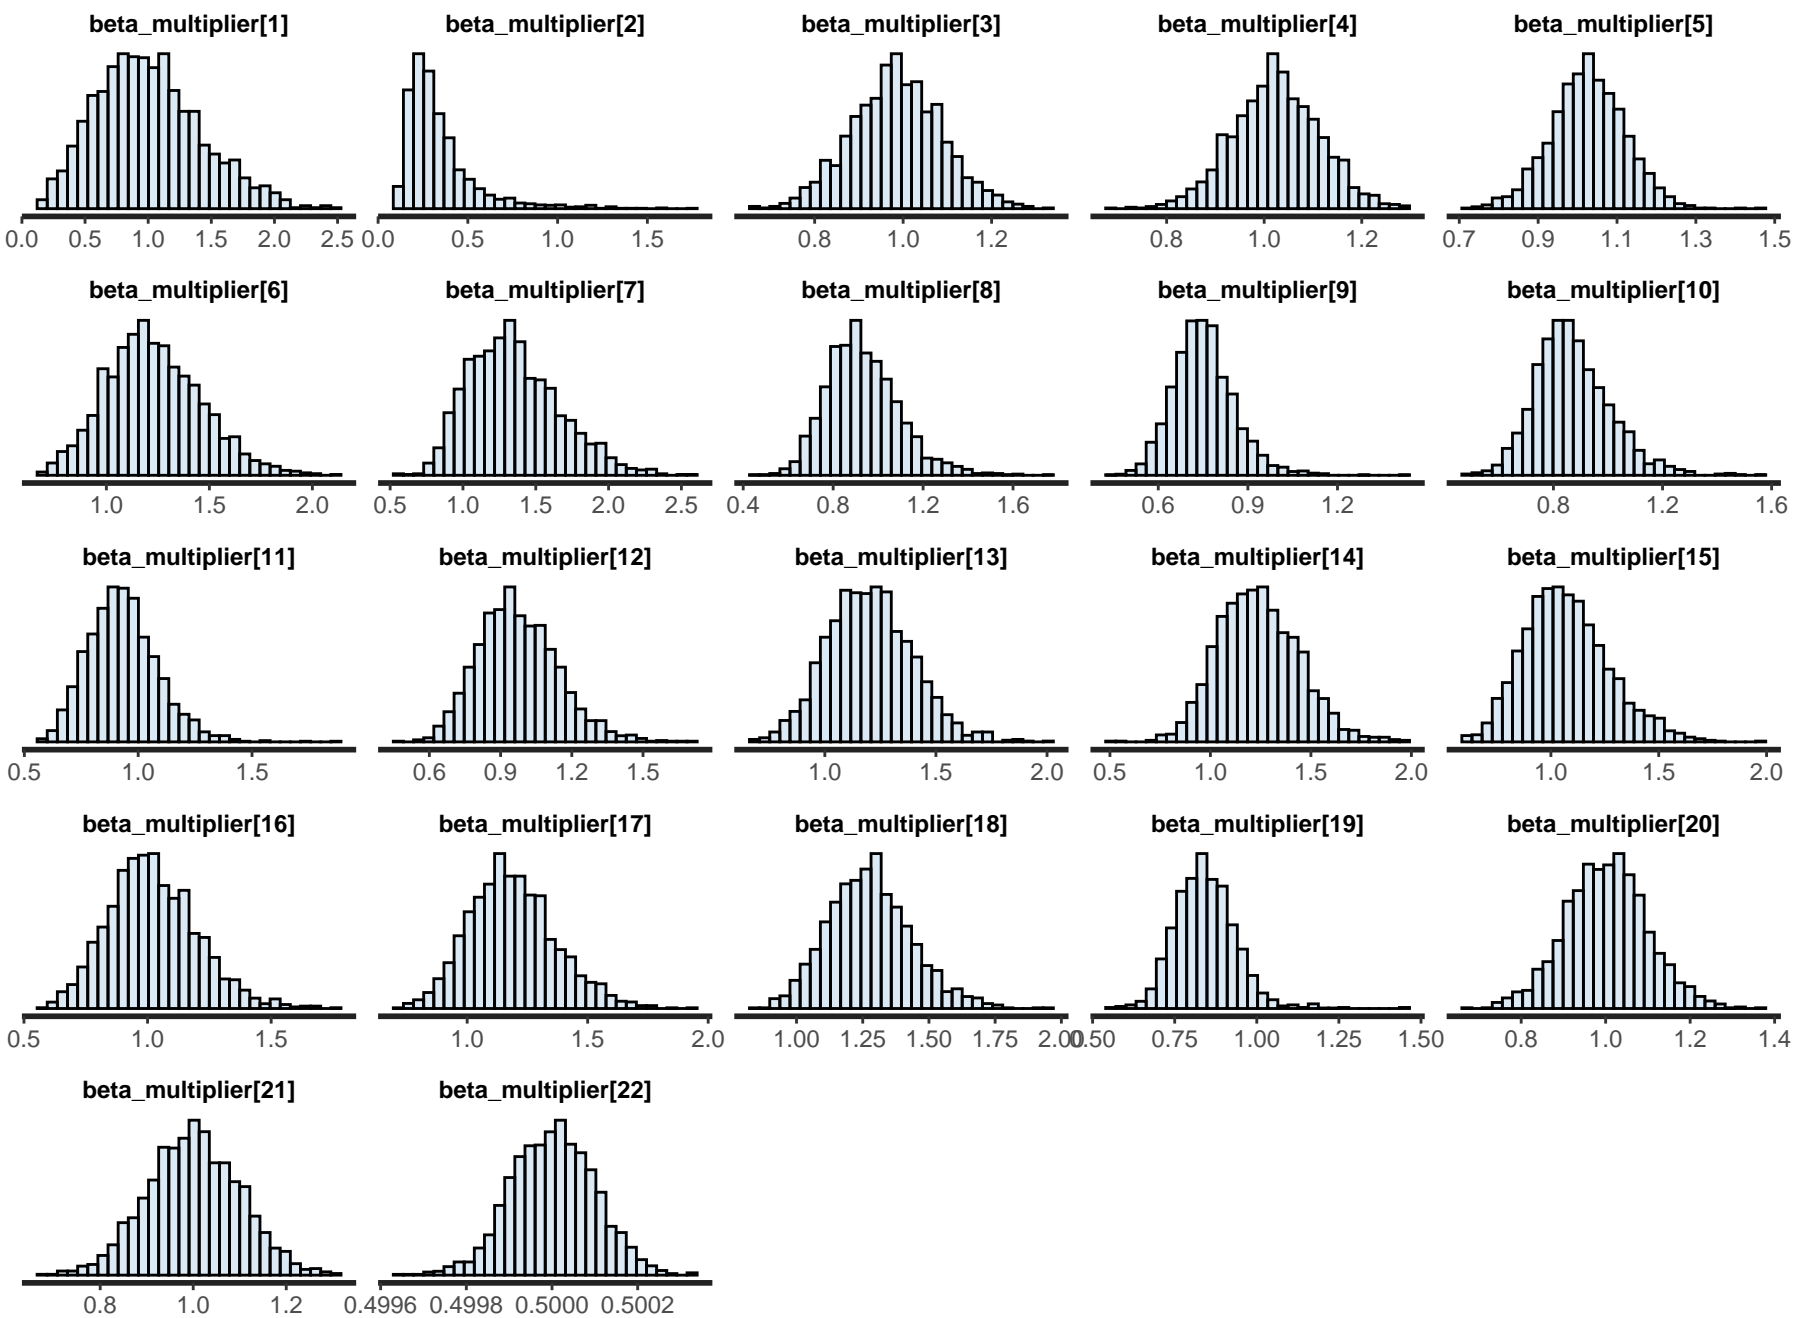 beta_multiplier[1] beta_multiplier[2] beta_multiplier[3] beta_multiplier[4] beta_multiplier[5]
0.0 0.5 1.0 1.5 2.0 2.5 0.0 0.5 1.0 1.5 0.8 1.0 1.2 0.8 1.0 1.2 0.7 0.9 1.1 1.3 1.5
beta_multiplier[6] beta_multiplier[7] beta_multiplier[8] beta_multiplier[9] beta_multiplier[10]
1.0 1.5 2.0 0.5 1.0 1.5 2.0 2.5 0.4 0.8 1.2 1.6 0.6 0.9 1.2 0.8 1.2 1.6
beta_multiplier[11] beta_multiplier[12] beta_multiplier[13] beta_multiplier[14] beta_multiplier[15]
0.5 1.0 1.5 0.6 0.9 1.2 1.5 1.0 1.5 2.0 0.5 1.0 1.5 2.0 1.0 1.5 2.0
beta_multiplier[16] beta_multiplier[17] beta_multiplier[18] beta_multiplier[19] beta_multiplier[20]
0.5 1.0 1.5 1.0 1.5 2.0 1.00 1.25 1.50 1.75 2.00 0.50 0.75 1.00 1.25 1.50 0.8 1.0 1.2 1.4
beta_multiplier[21] beta_multiplier[22]
0.8 1.0 1.2 0.4996 0.4998 0.5000 0.5002